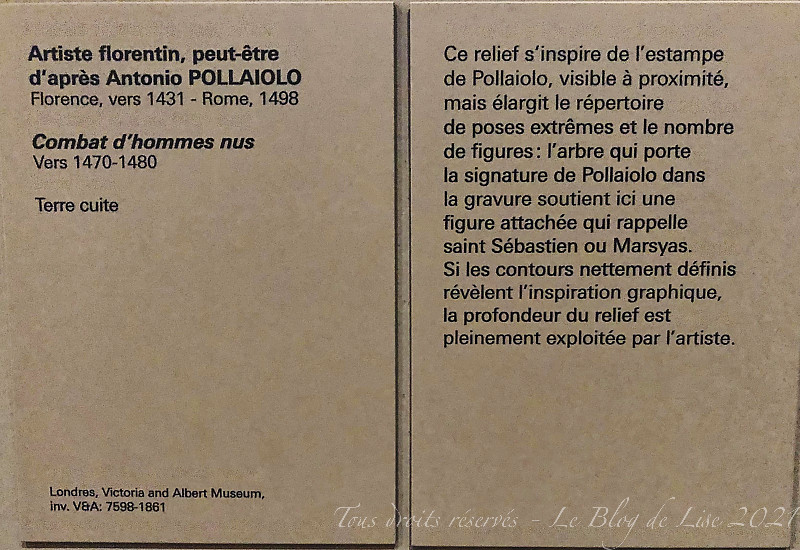 Artiste florentin, peut-être
d'après Antonio POLLAIOLO
Florence, vers 1431 - Rome, 1498
Combat d'hommes nus
Vers 1470-1480
Terre cuite
Londres, Victoria and Albert Museum,
inv. V&A: 7598-1861
Ce relief s'inspire de l'estampe
de Pollaiolo, visible à proximité,
mais élargit le répertoire
de poses extrêmes et le nombre
de figures : l'arbre qui porte
la signature de Pollaiolo dans
la gravure soutient ici une
figure attachée qui rappelle
saint Sébastien ou Marsyas.
Si les contours nettement définis
révèlent l'inspiration graphique,
la profondeur du relief est
pleinement exploitée par l'artiste.
Tous droits réservés - Le Blog de Lise 2021